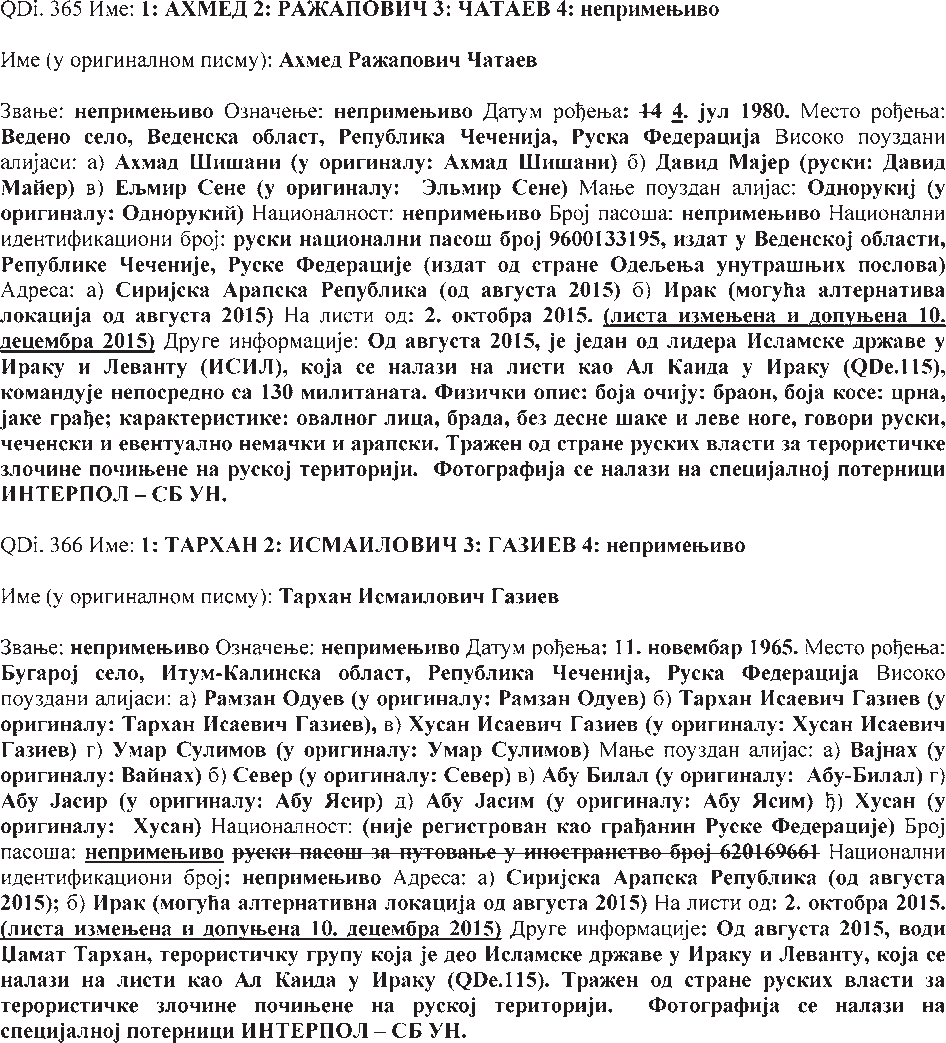 QDi. 365 Име: 1: АХМЕД 2: РАЖАПОВИЧ 3: ЧАТАЕВ 4: непримењиво
Име (у оригиналном писму): Ахмед Ражапович Чатаев
Звање: непримењиво Означење: непримењиво Датум рођења: 14 4. јул 1980. Место рођења:
Ведено село, Веденска област, Република Чеченија, Руска Федерација Високо поуздани
алијаси: а) Ахмад Шишани (у оригиналу: Ахмад Шишани) б) Давид Мајер (руски: Давид
Майер) в) Ељмир Сене (у оригиналу: Эльмир Сене) Мање поуздан алијас: Однорукиј (у
оригиналу: Однорукий) Националност: непримењиво Број пасоша: непримењиво Национални
идентификациони број: руски национални пасош број 9600133195, издат у Веденској области,
Републике Чеченије, Руске Федерације (издат од стране Одељења унутрашњих послова)
Адреса: а) Сиријска Арапска Република (од августа 2015) б) Ирак (могућа алтернатива
локација од августа 2015) На листи од: 2. октобра 2015. (листа измењена и допуњена 10.
децембра 2015) Друге информације: Од августа 2015, је један од лидера Исламске државе у
Ираку и Леванту (ИСИЛ), која се налази на листи као Ал Каида у Ираку (QDe.115),
командује непосредно са 130 милитаната. Физички опис: боја очију: браон, боја косе: црна,
јаке грађе; карактеристике: овалног лица, брада, без десне шаке и леве ноге, говори руски,
чеченски и евентуално немачки и арапски. Тражен од стране руских власти за терористичке
злочине почињене на руској територији. Фотографија се налази на специјалној потерници
ИНТЕРПОЛ – СБ УН.
QDi. 366 Име: 1: ТАРХАН 2: ИСМАИЛОВИЧ 3: ГАЗИЕВ 4: непримењиво
Име (у оригиналном писму): Тархан Исмаилович Газиев
Звање: непримењиво Означење: непримењиво Датум рођења: 11. новембар 1965. Место рођења:
Бугарој село, Итум-Калинска област, Република Чеченија, Руска Федерација Високо
поуздани алијаси: а) Рамзан Одуев (у оригиналу: Рамзан Одуев) б) Тархан Исаевич Газиев (у
оригиналу: Тархан Исаевич Газиев), в) Хусан Исаевич Газиев (у оригиналу: Хусан Исаевич
Газиев) г) Умар Сулимов (у оригиналу: Умар Сулимов) Мање поуздан алијас: а) Вајнах (у
оригиналу: Вайнах) б) Север (у оригиналу: Север) в) Абу Билал (у оригиналу: Абу-Билал) г)
Абу Јасир (у оригиналу: Абу Ясир) д) Абу Јасим (у оригиналу: Абу Ясим) ђ) Хусан (у
оригиналу: Хусан) Националност: (није регистрован као грађанин Руске Федерације) Број
пасоша: непримењиво руски пасош за путовање у иностранство број 620169661 Национални
идентификациони број: непримењиво Адреса: а) Сиријска Арапска Република (од августа
2015); б) Ирак (могућа алтернативна локација од августа 2015) На листи од: 2. октобра 2015.
(листа измењена и допуњена 10. децембра 2015) Друге информације: Од августа 2015, води
Џамат Тархан, терористичку групу која је део Исламске државе у Ираку и Леванту, која се
налази на листи као Ал Каида у Ираку (QDe.115). Тражен од стране руских власти за
терористичке злочине почињене на руској територији. Фотографија се налази на
специјалној потерници ИНТЕРПОЛ – СБ УН.